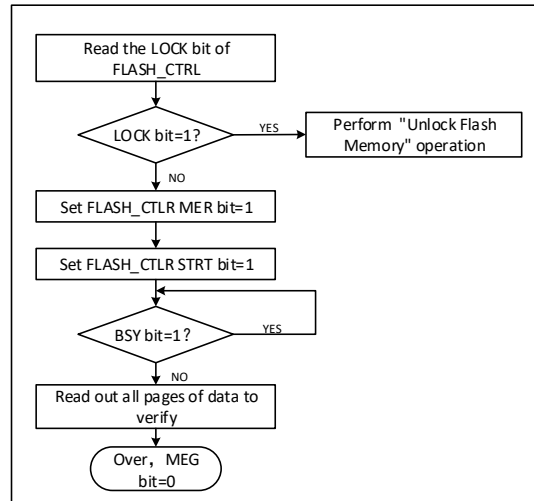 Read the LOCK bit of
FLASH_CTRL
LOCK bit=1?
YES
Perform "Unlock Flash
Memory" operation
NO
Set FLASH_CTLR MER bit=1
Set FLASH_CTLR STRT bit=1
BSY bit=1?
YES
NO
Read out all pages of data to
verify
Over, MEG
bit=0